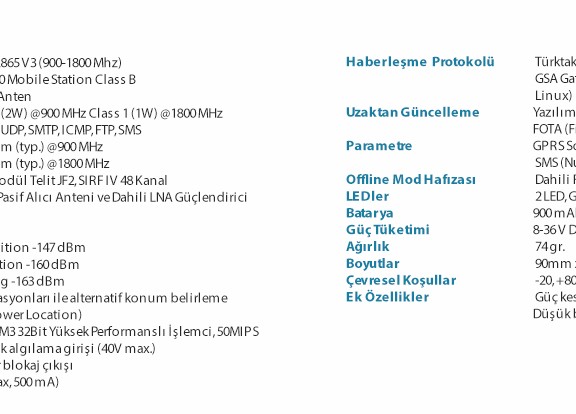 865 V3 (900-1800 Mhz)
0 Mobile Station Class B
Anten
(2W) @900 MHz Class 1 (1W) @1800 MHz
UDP, SMTP, ICMP, FTP, SMS
m (typ.) @900 MHz
m (typ.) @1800 MHz
odül Telit JF2, SIRF IV 48 Kanal
Pasif Alıcı Anteni ve Dahili LNA Güçlendirici
ition -147 dBm
tion -160 dBm
g -163 dBm
asyonları ile alternatif konum belirleme
ower Location)
M3 32Bit Yüksek Performanslı İşlemci, 50MIPS
k algılama girişi (40V max.)
blokaj çıkışı
ax, 500 mA)
Haberleşme Protokolü Türktak
GSA Ga
Linux)
Uzaktan Güncelleme Yazılım
FOTA (F
Parametre GPRS So
SMS (Nu
Offline Mod Hafızası Dahili F
LEDler 2 LED, G
Batarya 900 mA
Güç Tüketimi 8-36 V D
Ağırlık 74 gr.
Boyutlar 90mm
Çevresel Koşullar -20, +80
Ek Özellikler Güç kes
Düşük b